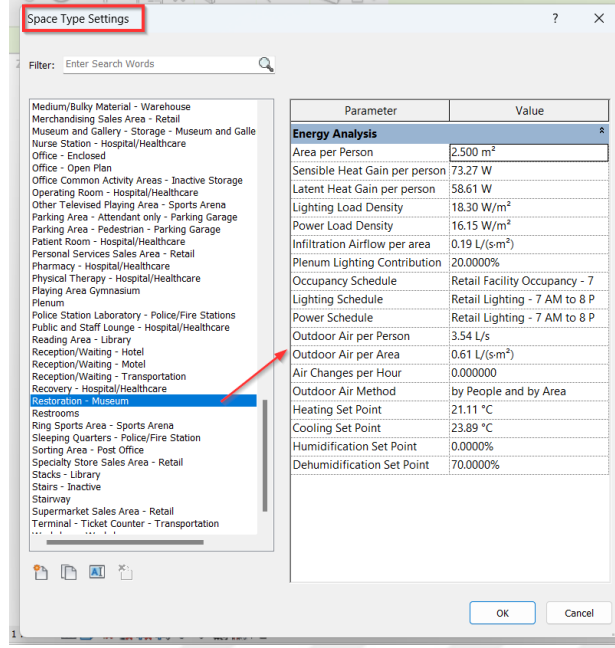 Space Type Settings
?
Filter:
Enter Search Words
Medium/Bulky Material - Warehouse
Merchandising Sales Area - Retail
Museum and Gallery - Storage - Museum and Galle
Nurse Station - Hospital/Healthcare
Office - Enclosed
Office - Open Plan
Office Common Activity Areas - Inactive Storage
Operating Room - Hospital/Healthcare
Other Televised Playing Area - Sports Arena
Parking Area - Attendant only - Parking Garage
Parking Area - Pedestrian - Parking Garage
Patient Room - Hospital/Healthcare
Personal Services Sales Area - Retail
Pharmacy - Hospital/Healthcare
Physical Therapy - Hospital/Healthcare
Playing Area Gymnasium
Plenum
Police Station Laboratory - Police/Fire Stations
Public and Staff Lounge - Hospital/Healthcare
Reading Area - Library
Reception/Waiting - Hotel
Reception/Waiting - Motel
Reception/Waiting - Transportation
Recovery - Hospital/Healthcare
Restoration - Museum
Restrooms
Ring Sports Area - Sports Arena
Sleeping Quarters - Police/Fire Station
Sorting Area - Post Office
Specialty Store Sales Area - Retail
Stacks - Library
Stairs - Inactive
Stairway
Supermarket Sales Area - Retail
Terminal - Ticket Counter - Transportation
Parameter Value
Energy Analysis
Area per Person 2.500 m²
Sensible Heat Gain per person 73.27 W
Latent Heat Gain per person 58.61 W
Lighting Load Density 18.30 W/m²
Power Load Density 16.15 W/m²
Infiltration Airflow per area 0.19 L/(s·m²)
Plenum Lighting Contribution 20.0000%
Occupancy Schedule Retail Facility Occupancy - 7
Lighting Schedule Retail Lighting - 7 AM to 8 P
Power Schedule Retail Lighting - 7 AM to 8 P
Outdoor Air per Person 3.54 L/s
Outdoor Air per Area 0.61 L/(s·m²)
Air Changes per Hour 0.000000
Outdoor Air Method by People and by Area
Heating Set Point 21.11 °C
Cooling Set Point 23.89 °C
Humidification Set Point 0.0000%
Dehumidification Set Point 70.0000%
OK Cancel